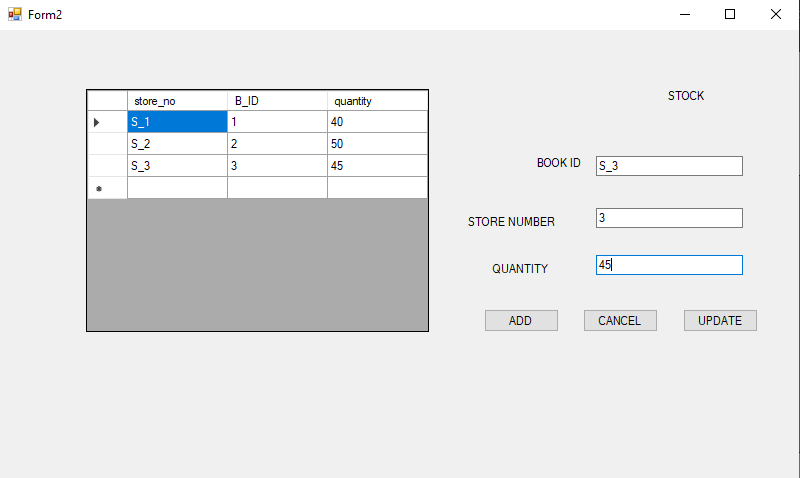 Form2
store_no B_ID quantity
S_1 1 40
S_2 2 50
S_3 3 45
STOCK
BOOK ID S_3
STORE NUMBER 3
QUANTITY 45
ADD CANCEL UPDATE